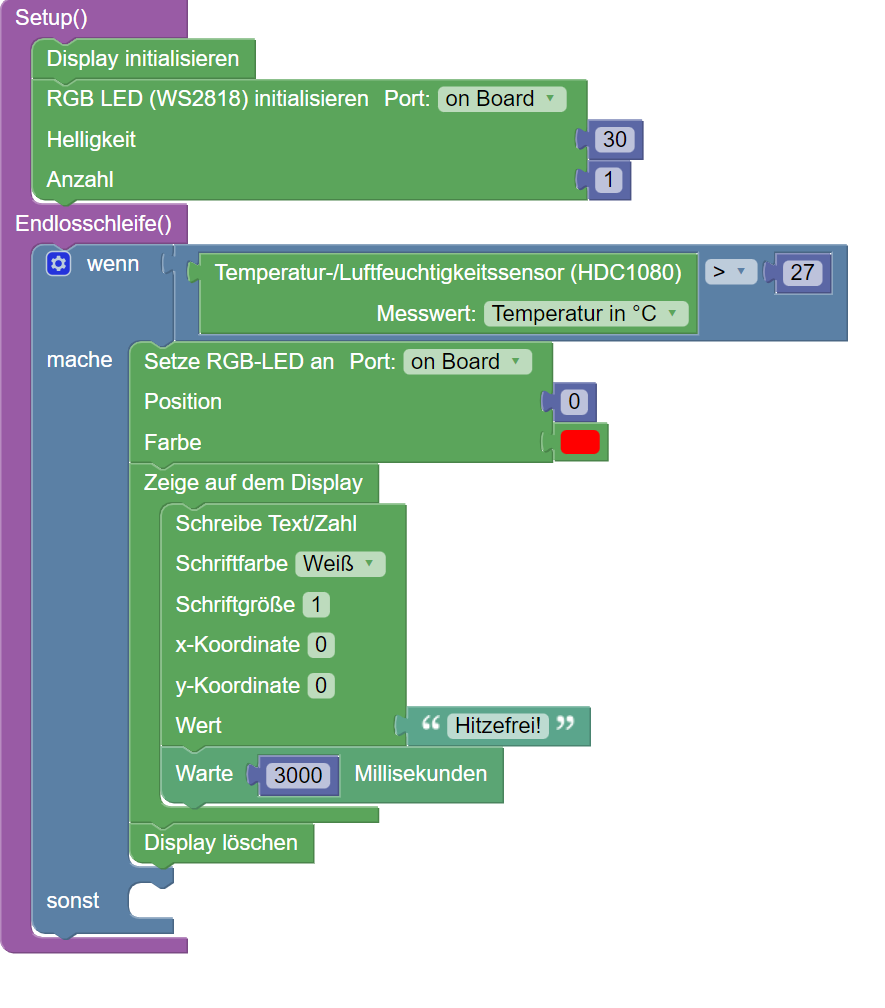 Setup()
Display initialisieren
RGB LED (WS2818) initialisieren Port: on Board
Helligkeit 30
Anzahl 1
Endlosschleife()
wenn Temperatur-/Luftfeuchtigkeitssensor (HDC1080) > 27
Messwert: Temperatur in °C
mache Setze RGB-LED an Port: on Board
Position 0
Farbe
Zeige auf dem Display
Schreibe Text/Zahl
Schriftfarbe Weiß
Schriftgröße 1
x-Koordinate 0
y-Koordinate 0
Wert “ Hitzefrei! ”
Warte 3000 Millisekunden
Display löschen
sonst